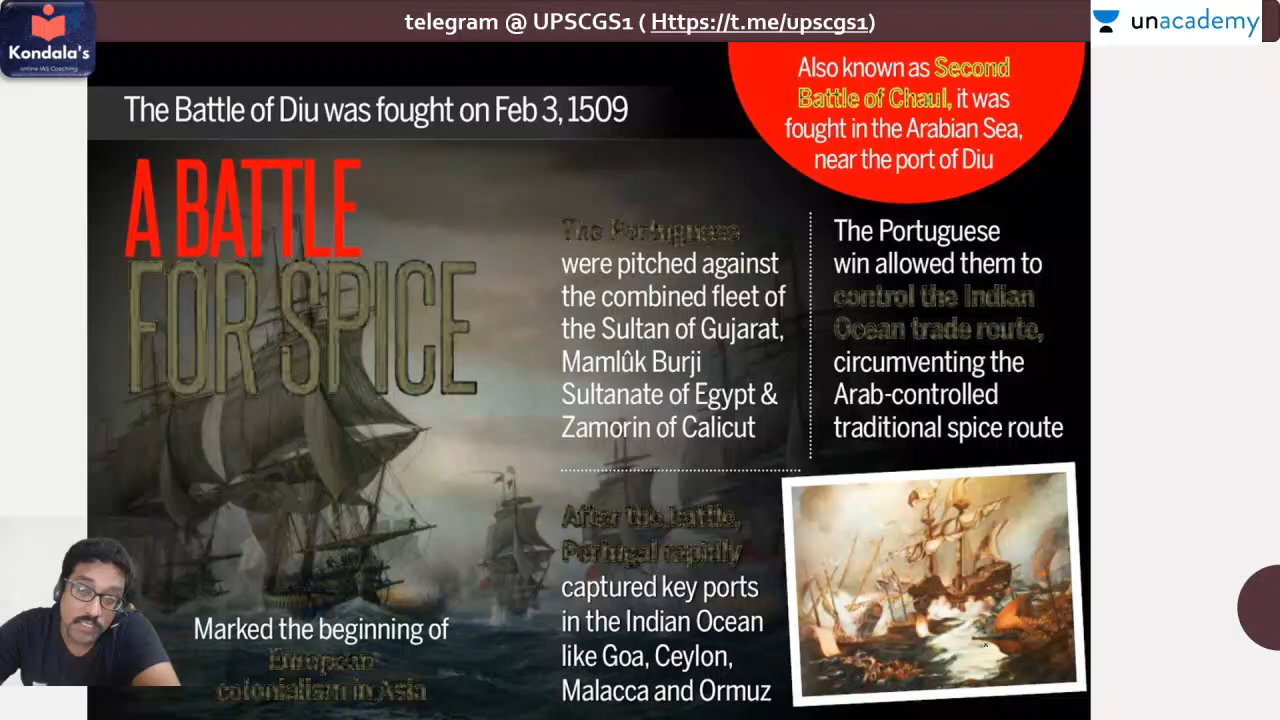 telegram @ UPSCGS1 ( Https://t.me/upscgs1)
Kondala's
online IAS Coaching
unacademy
The Battle of Diu was fought on Feb 3, 1509
Also known as Second
Battle of Chaul, it was
fought in the Arabian Sea,
near the port of Diu
A BATTLE
FOR SPICE
The Portuguese
were pitched against
the combined fleet of
the Sultan of Gujarat,
Mamlûk Burji
Sultanate of Egypt &
Zamorin of Calicut
The Portuguese
win allowed them to
control the Indian
Ocean trade route,
circumventing the
Arab-controlled
traditional spice route
After the battle,
Portugal rapidly
captured key ports
in the Indian Ocean
like Goa, Ceylon,
Malacca and Ormuz
Marked the beginning of
European
colonialism in Asia